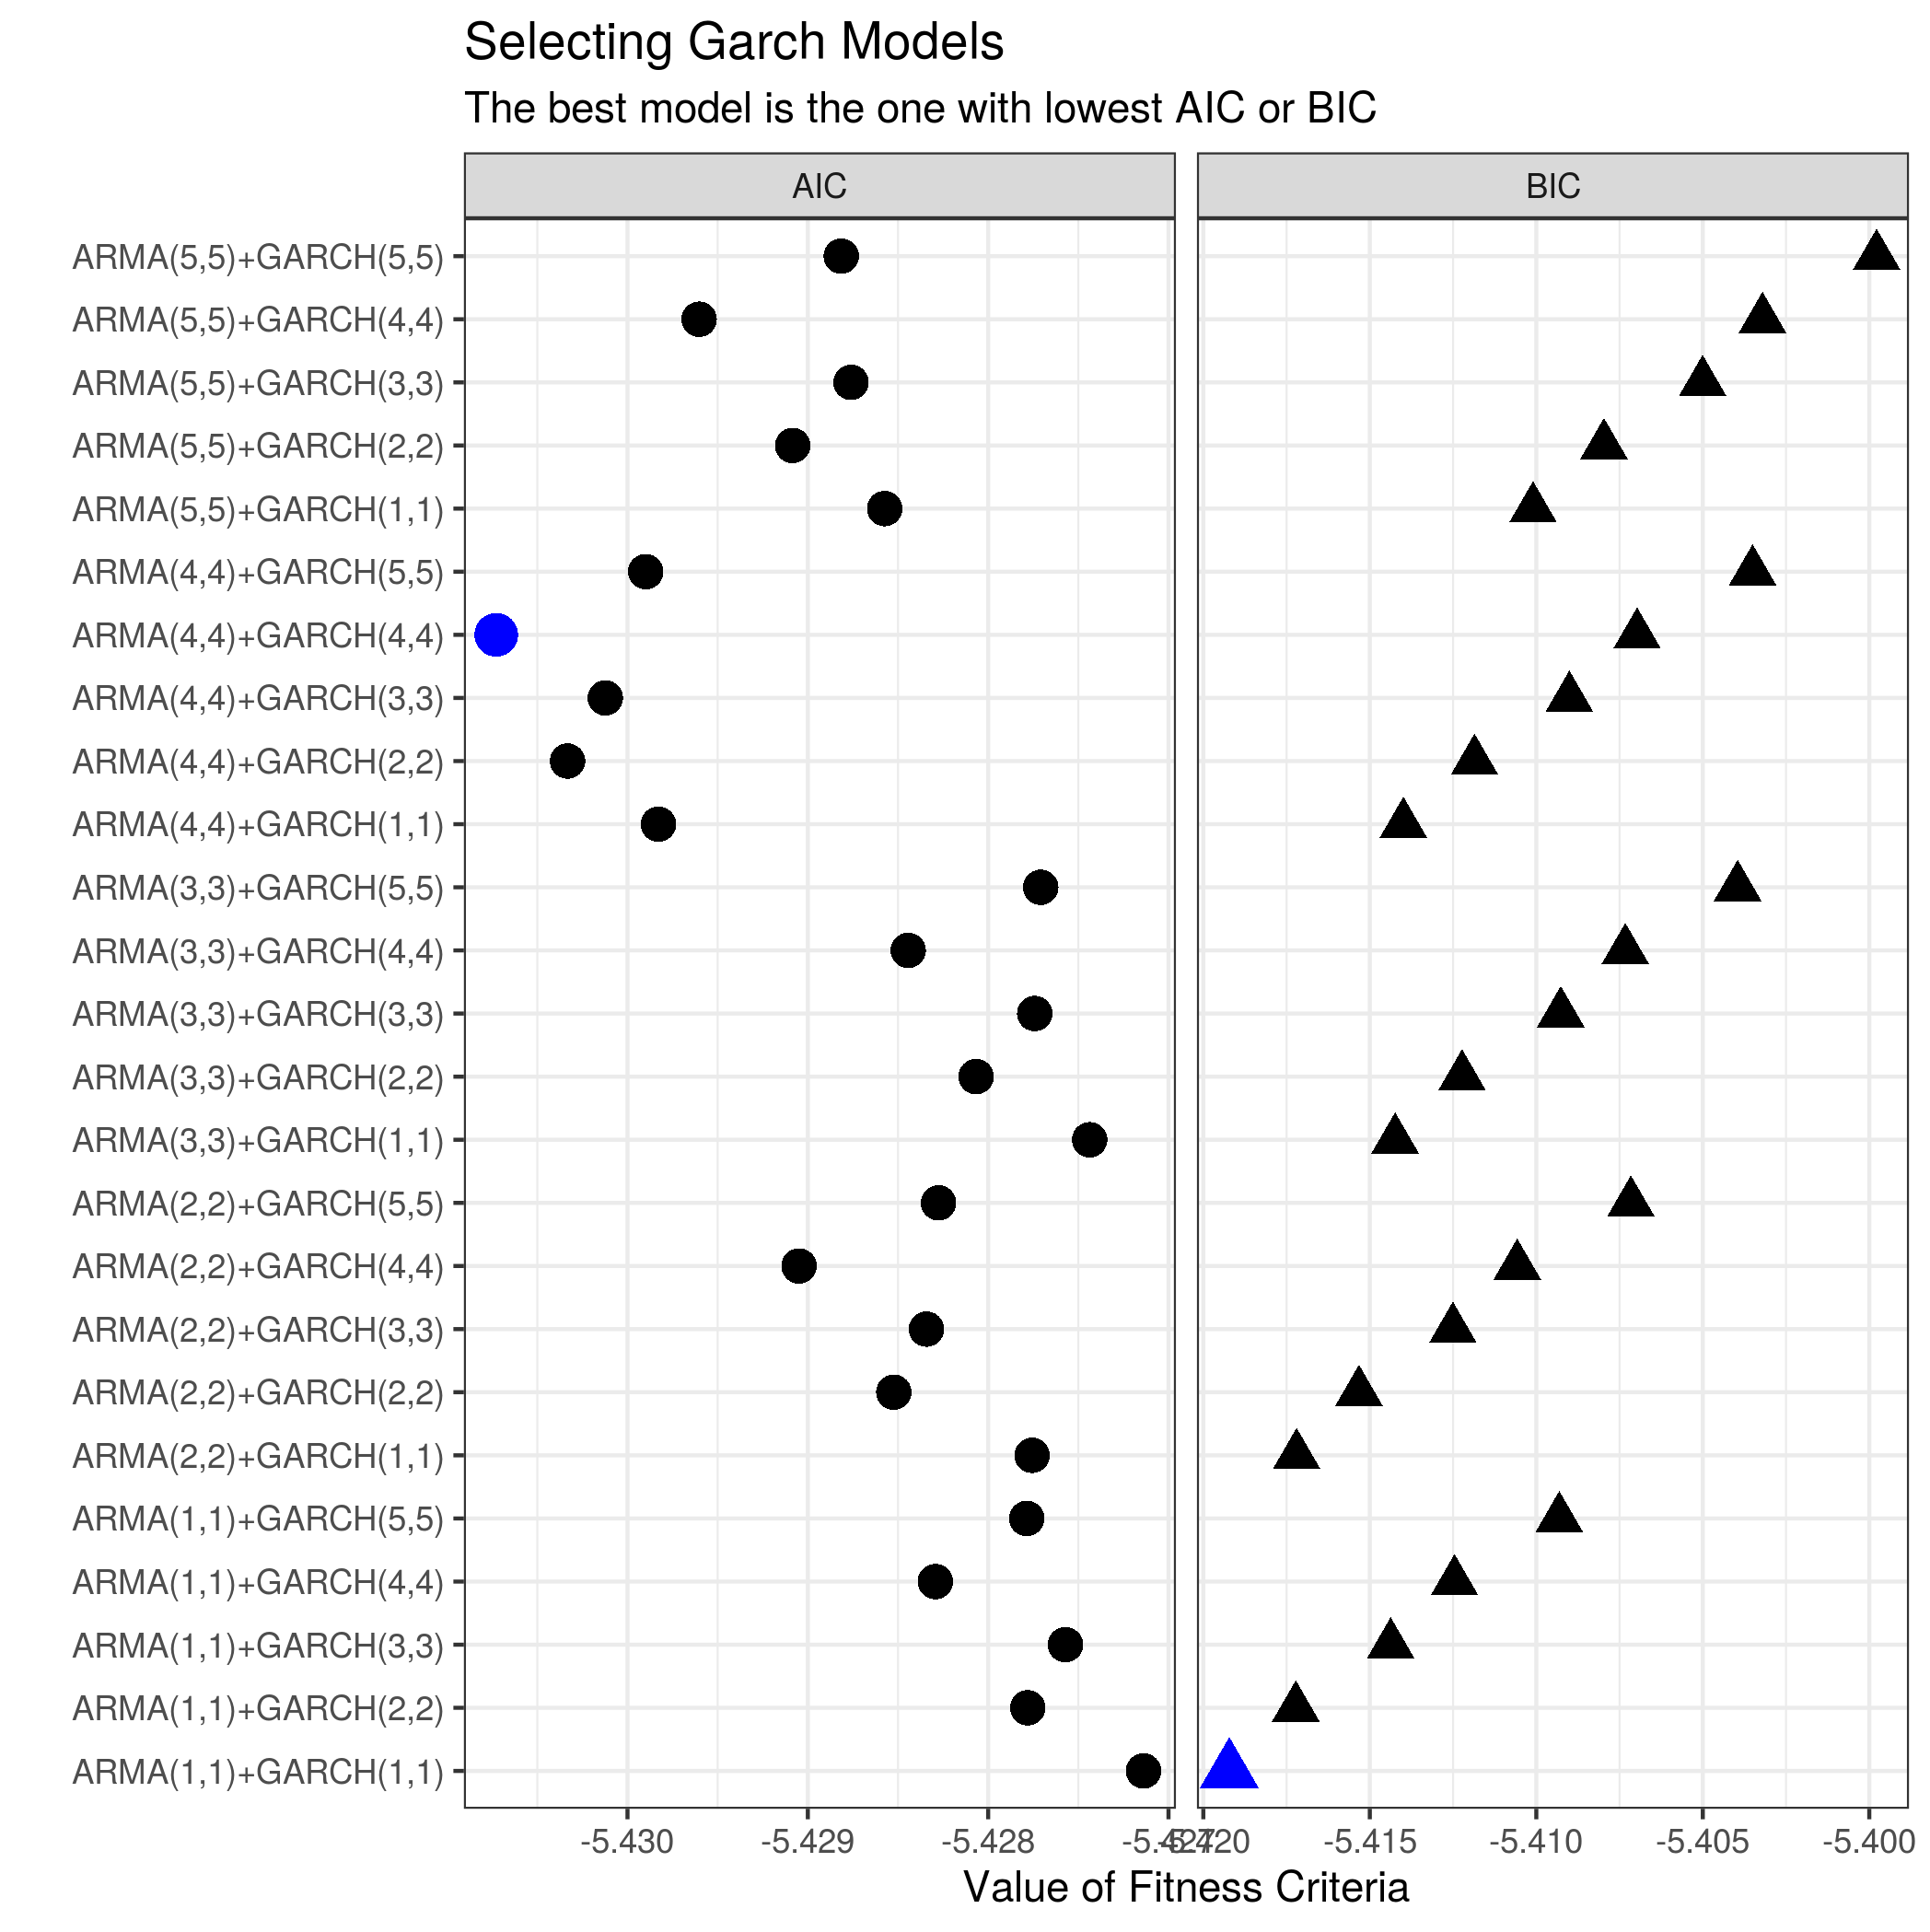 Selecting Garch Models
The best model is the one with lowest AIC or BIC
AIC
BIC
ARMA(5,5)+GARCH(5,5)
ARMA(5,5)+GARCH(4,4)
ARMA(5,5)+GARCH(3,3)
ARMA(5,5)+GARCH(2,2)
ARMA(5,5)+GARCH(1,1)
ARMA(4,4)+GARCH(5,5)
ARMA(4,4)+GARCH(4,4)
ARMA(4,4)+GARCH(3,3)
ARMA(4,4)+GARCH(2,2)
ARMA(4,4)+GARCH(1,1)
ARMA(3,3)+GARCH(5,5)
ARMA(3,3)+GARCH(4,4)
ARMA(3,3)+GARCH(3,3)
ARMA(3,3)+GARCH(2,2)
ARMA(3,3)+GARCH(1,1)
ARMA(2,2)+GARCH(5,5)
ARMA(2,2)+GARCH(4,4)
ARMA(2,2)+GARCH(3,3)
ARMA(2,2)+GARCH(2,2)
ARMA(2,2)+GARCH(1,1)
ARMA(1,1)+GARCH(5,5)
ARMA(1,1)+GARCH(4,4)
ARMA(1,1)+GARCH(3,3)
ARMA(1,1)+GARCH(2,2)
ARMA(1,1)+GARCH(1,1)
-5.430 -5.429 -5.428 -5.427 -5.420 -5.415 -5.410 -5.405 -5.400
Value of Fitness Criteria